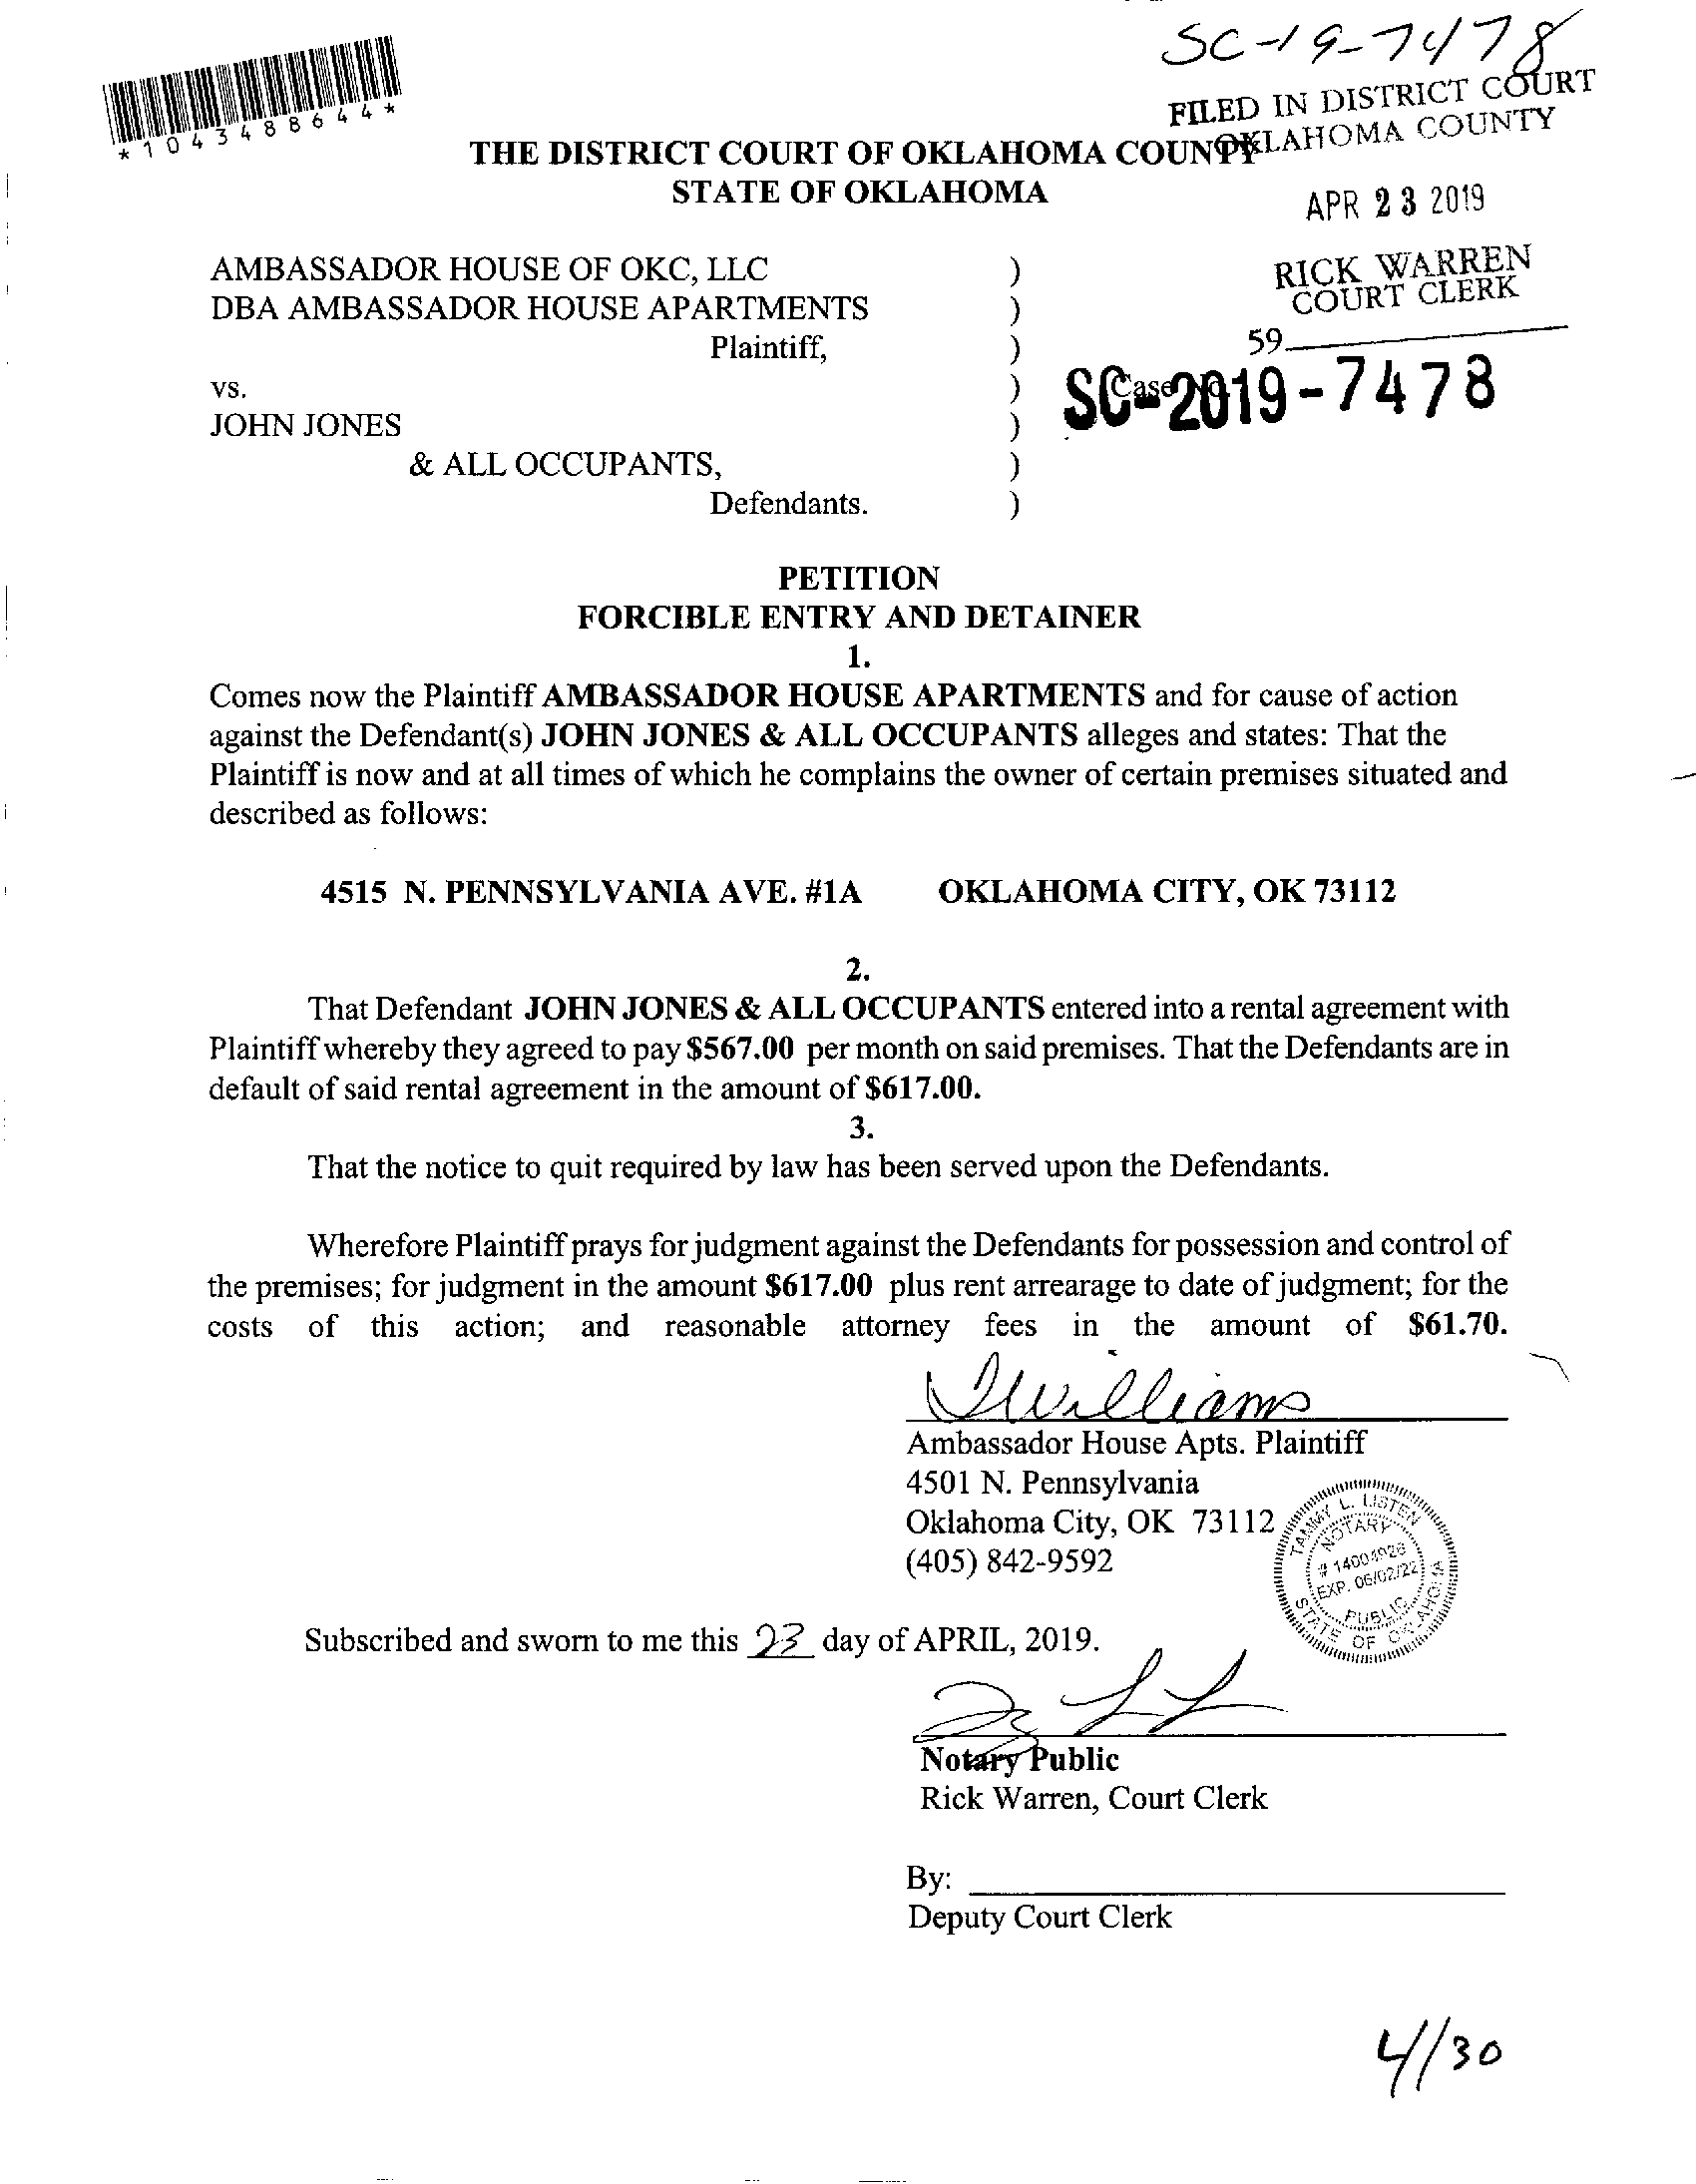 SC-19-7478
*1043488644*
FILED IN DISTRICT COURT
OKLAHOMA COUNTY
THE DISTRICT COURT OF OKLAHOMA COUNTY
STATE OF OKLAHOMA
APR 23 2019
RICK WARREN
COURT CLERK
59
AMBASSADOR HOUSE OF OKC, LLC )
DBA AMBASSADOR HOUSE APARTMENTS )
Plaintiff, )
vs. ) Case No. SC-2019-7478
JOHN JONES )
& ALL OCCUPANTS, )
Defendants. )
PETITION
FORCIBLE ENTRY AND DETAINER
1.
Comes now the Plaintiff AMBASSADOR HOUSE APARTMENTS and for cause of action
against the Defendant(s) JOHN JONES & ALL OCCUPANTS alleges and states: That the
Plaintiff is now and at all times of which he complains the owner of certain premises situated and
described as follows:
4515 N. PENNSYLVANIA AVE. #1A OKLAHOMA CITY, OK 73112
2.
That Defendant JOHN JONES & ALL OCCUPANTS entered into a rental agreement with
Plaintiff whereby they agreed to pay $567.00 per month on said premises. That the Defendants are in
default of said rental agreement in the amount of $617.00.
3.
That the notice to quit required by law has been served upon the Defendants.
Wherefore Plaintiff prays for judgment against the Defendants for possession and control of
the premises; for judgment in the amount $617.00 plus rent arrearage to date of judgment; for the
costs of this action; and reasonable attorney fees in the amount of $61.70.
Williams
Ambassador House Apts. Plaintiff
4501 N. Pennsylvania
Oklahoma City, OK 73112
(405) 842-9592
TAMMY L. LISTEN
NOTARY
# 14004926
EXP. 06/02/22
PUBLIC
STATE OF OKLAHOMA
Subscribed and sworn to me this 23 day of APRIL, 2019.
Notary Public
Rick Warren, Court Clerk
By:
Deputy Court Clerk
4/30